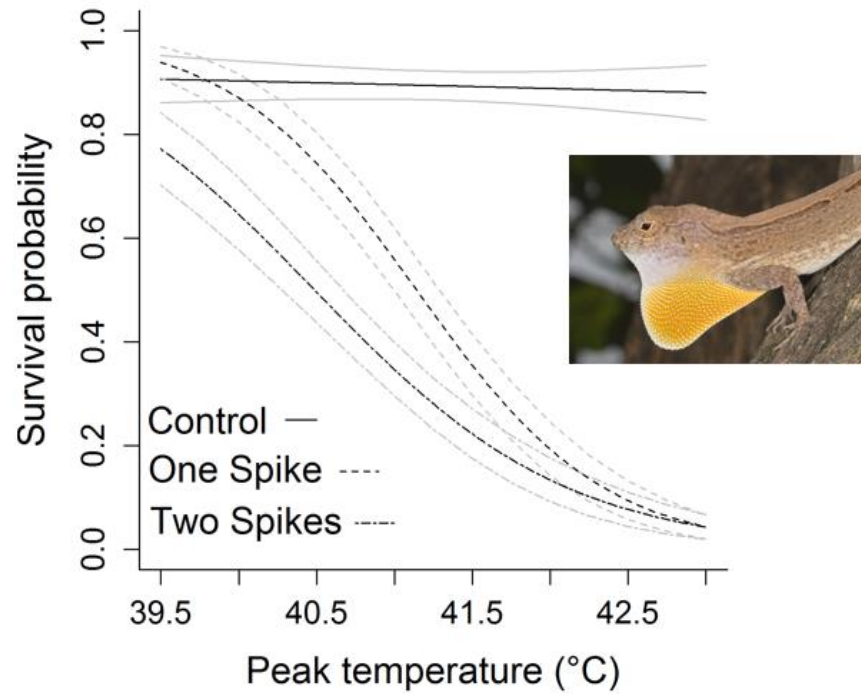 1.0
0.8
0.6
0.4
0.2
0.0
Survival probability
Control
One Spike
Two Spikes
39.5 40.5 41.5 42.5
Peak temperature (°C)